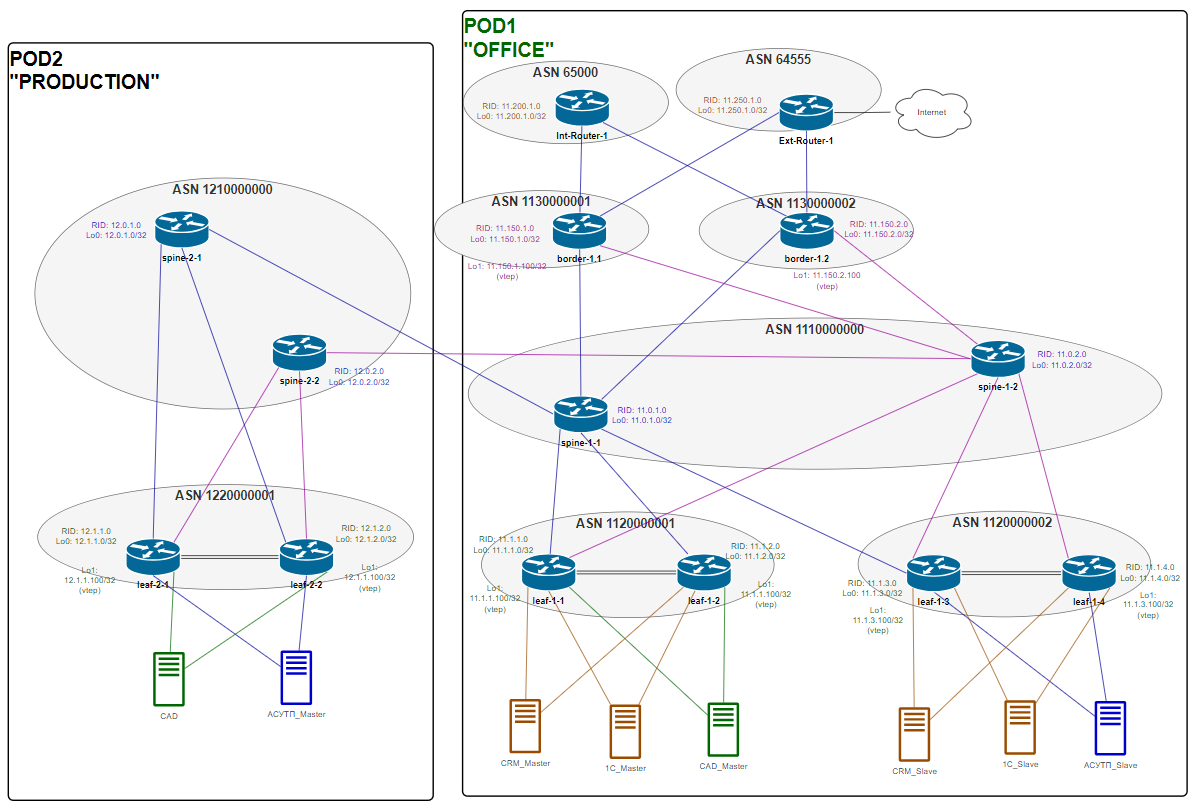 POD2
"PRODUCTION"
ASN 1210000000
RID: 12.0.1.0
Lo0: 12.0.1.0/32
spine-2-1
spine-2-2
RID: 12.0.2.0
Lo0: 12.0.2.0/32
ASN 1220000001
RID: 12.1.1.0
Lo0: 12.1.1.0/32
RID: 12.1.2.0
Lo0: 12.1.2.0/32
Lo1:
12.1.1.100/32
(vtep)
leaf-2-1
leaf-2-2
Lo1:
12.1.1.100/32
(vtep)
CAD
АСУТП_Master
POD1
"OFFICE"
ASN 65000
RID: 11.200.1.0
Lo0: 11.200.1.0/32
Int-Router-1
ASN 64555
RID: 11.250.1.0
Lo0: 11.250.1.0/32
Ext-Router-1
Internet
ASN 1130000001
RID: 11.150.1.0
Lo0: 11.150.1.0/32
border-1.1
Lo1: 11.150.1.100/32
(vtep)
ASN 1130000002
RID: 11.150.2.0
Lo0: 11.150.2.0/32
border-1.2
Lo1: 11.150.2.100
(vtep)
ASN 1110000000
RID: 11.0.2.0
Lo0: 11.0.2.0/32
spine-1-2
RID: 11.0.1.0
Lo0: 11.0.1.0/32
spine-1-1
ASN 1120000001
RID: 11.1.1.0
Lo0: 11.1.1.0/32
RID: 11.1.2.0
Lo0: 11.1.2.0/32
Lo1:
11.1.1.100/32
(vtep)
leaf-1-1
leaf-1-2
Lo1:
11.1.1.100/32
(vtep)
ASN 1120000002
RID: 11.1.3.0
Lo0: 11.1.3.0/32
RID: 11.1.4.0
Lo0: 11.1.4.0/32
Lo1:
11.1.3.100/32
(vtep)
leaf-1-3
leaf-1-4
Lo1:
11.1.3.100/32
(vtep)
CRM_Master
1C_Master
CAD_Master
CRM_Slave
1C_Slave
АСУТП_Slave